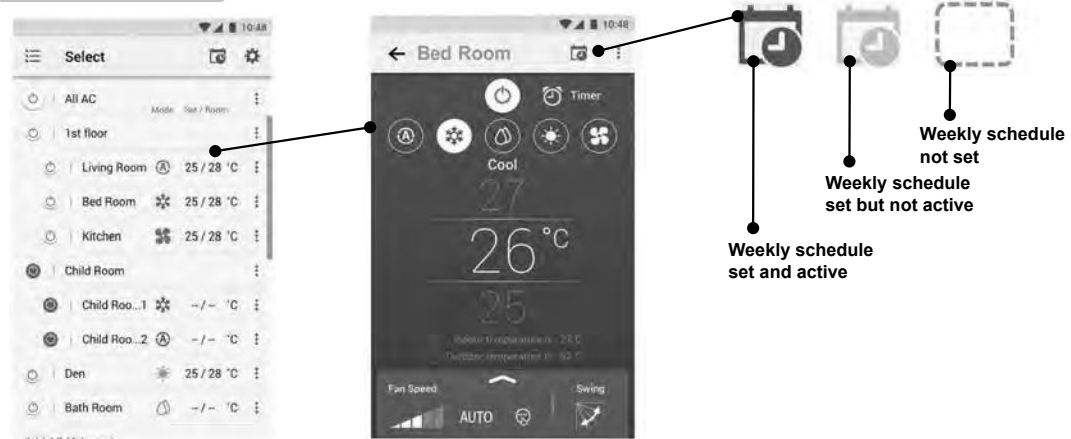 10:48
Select
All AC
Mode Set / Room
1st floor
Living Room 25 / 28 °C
Bed Room 25 / 28 °C
Kitchen 25 / 28 °C
Child Room
Child Roo...1 -- / -- °C
Child Roo...2 -- / -- °C
Den 25 / 28 °C
Bath Room -- / -- °C
10:48
Bed Room
Timer
A
Cool
27
26 °C
25
Fan Speed
Swing
AUTO
Weekly schedule
not set
Weekly schedule
set but not active
Weekly schedule
set and active